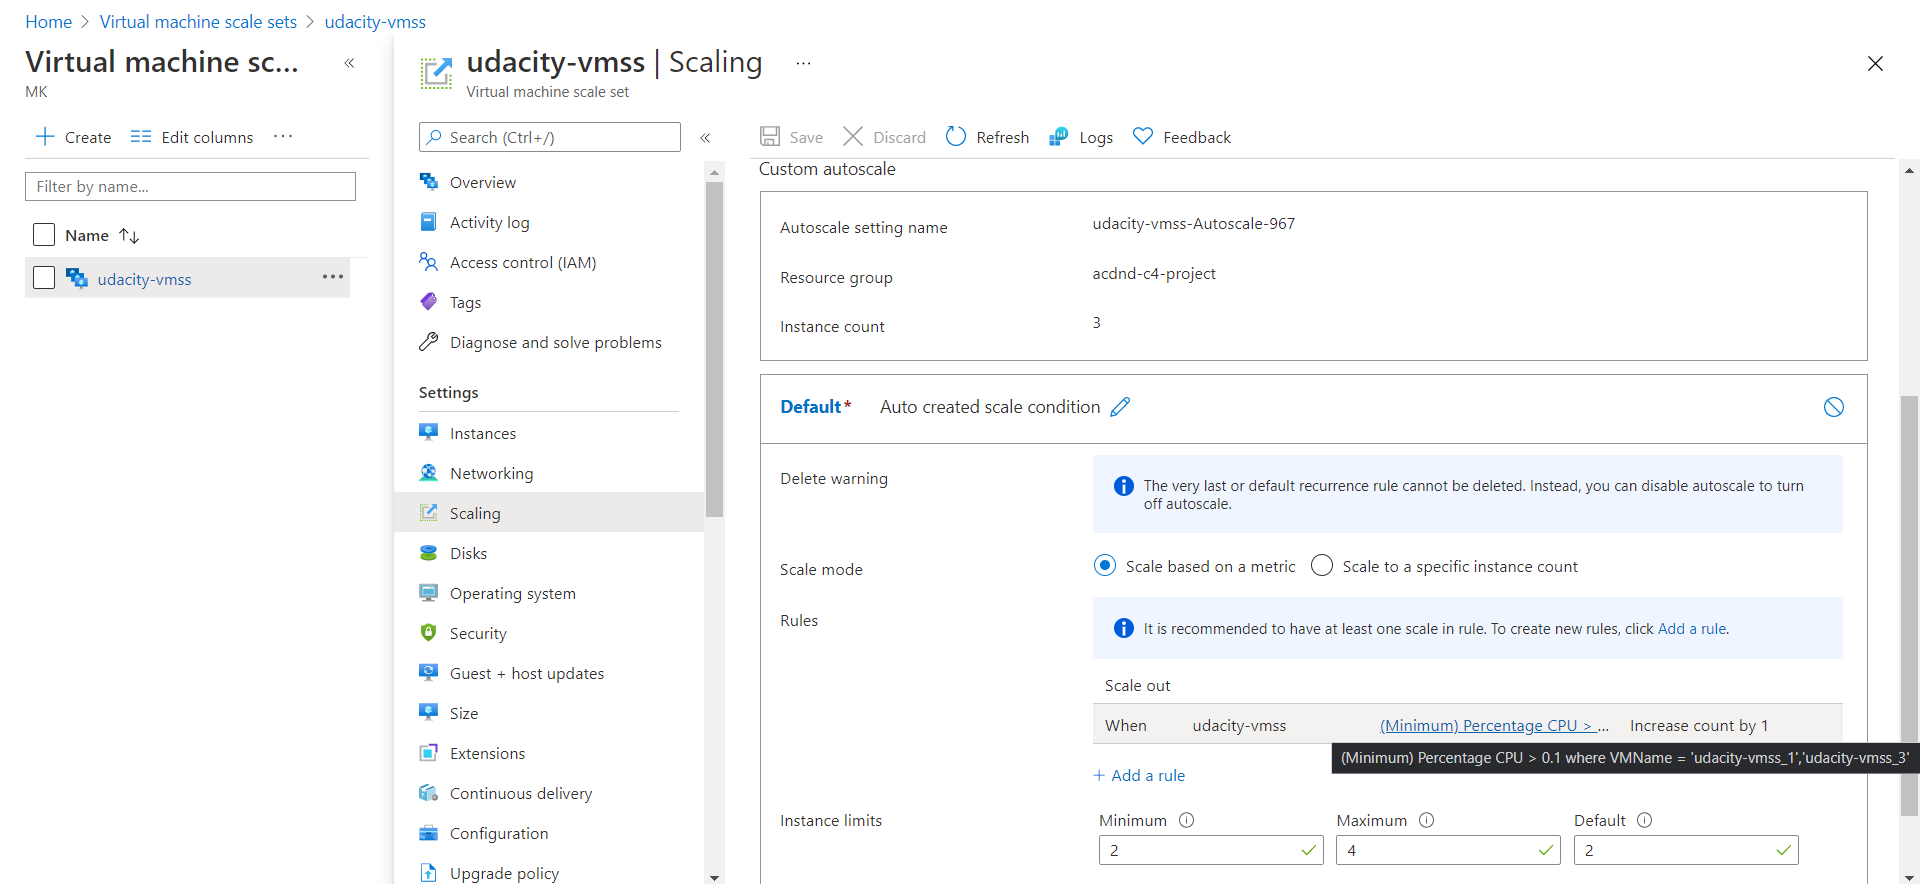 Home > Virtual machine scale sets > udacity-vmss
Virtual machine sc... «
MK
Create Edit columns ···
Filter by name...
Name
udacity-vmss ···
udacity-vmss | Scaling ···
Virtual machine scale set
Search (Ctrl+/) «
Overview
Activity log
Access control (IAM)
Tags
Diagnose and solve problems
Settings
Instances
Networking
Scaling
Disks
Operating system
Security
Guest + host updates
Size
Extensions
Continuous delivery
Configuration
Upgrade policy
Save Discard Refresh Logs Feedback
Custom autoscale
Autoscale setting name udacity-vmss-Autoscale-967
Resource group acdnd-c4-project
Instance count 3
Default* Auto created scale condition
Delete warning
The very last or default recurrence rule cannot be deleted. Instead, you can disable autoscale to turn
off autoscale.
Scale mode Scale based on a metric Scale to a specific instance count
Rules
It is recommended to have at least one scale in rule. To create new rules, click Add a rule.
Scale out
When udacity-vmss (Minimum) Percentage CPU > ... Increase count by 1
(Minimum) Percentage CPU > 0.1 where VMName = 'udacity-vmss_1','udacity-vmss_3'
+ Add a rule
Instance limits Minimum Maximum Default
2 4 2